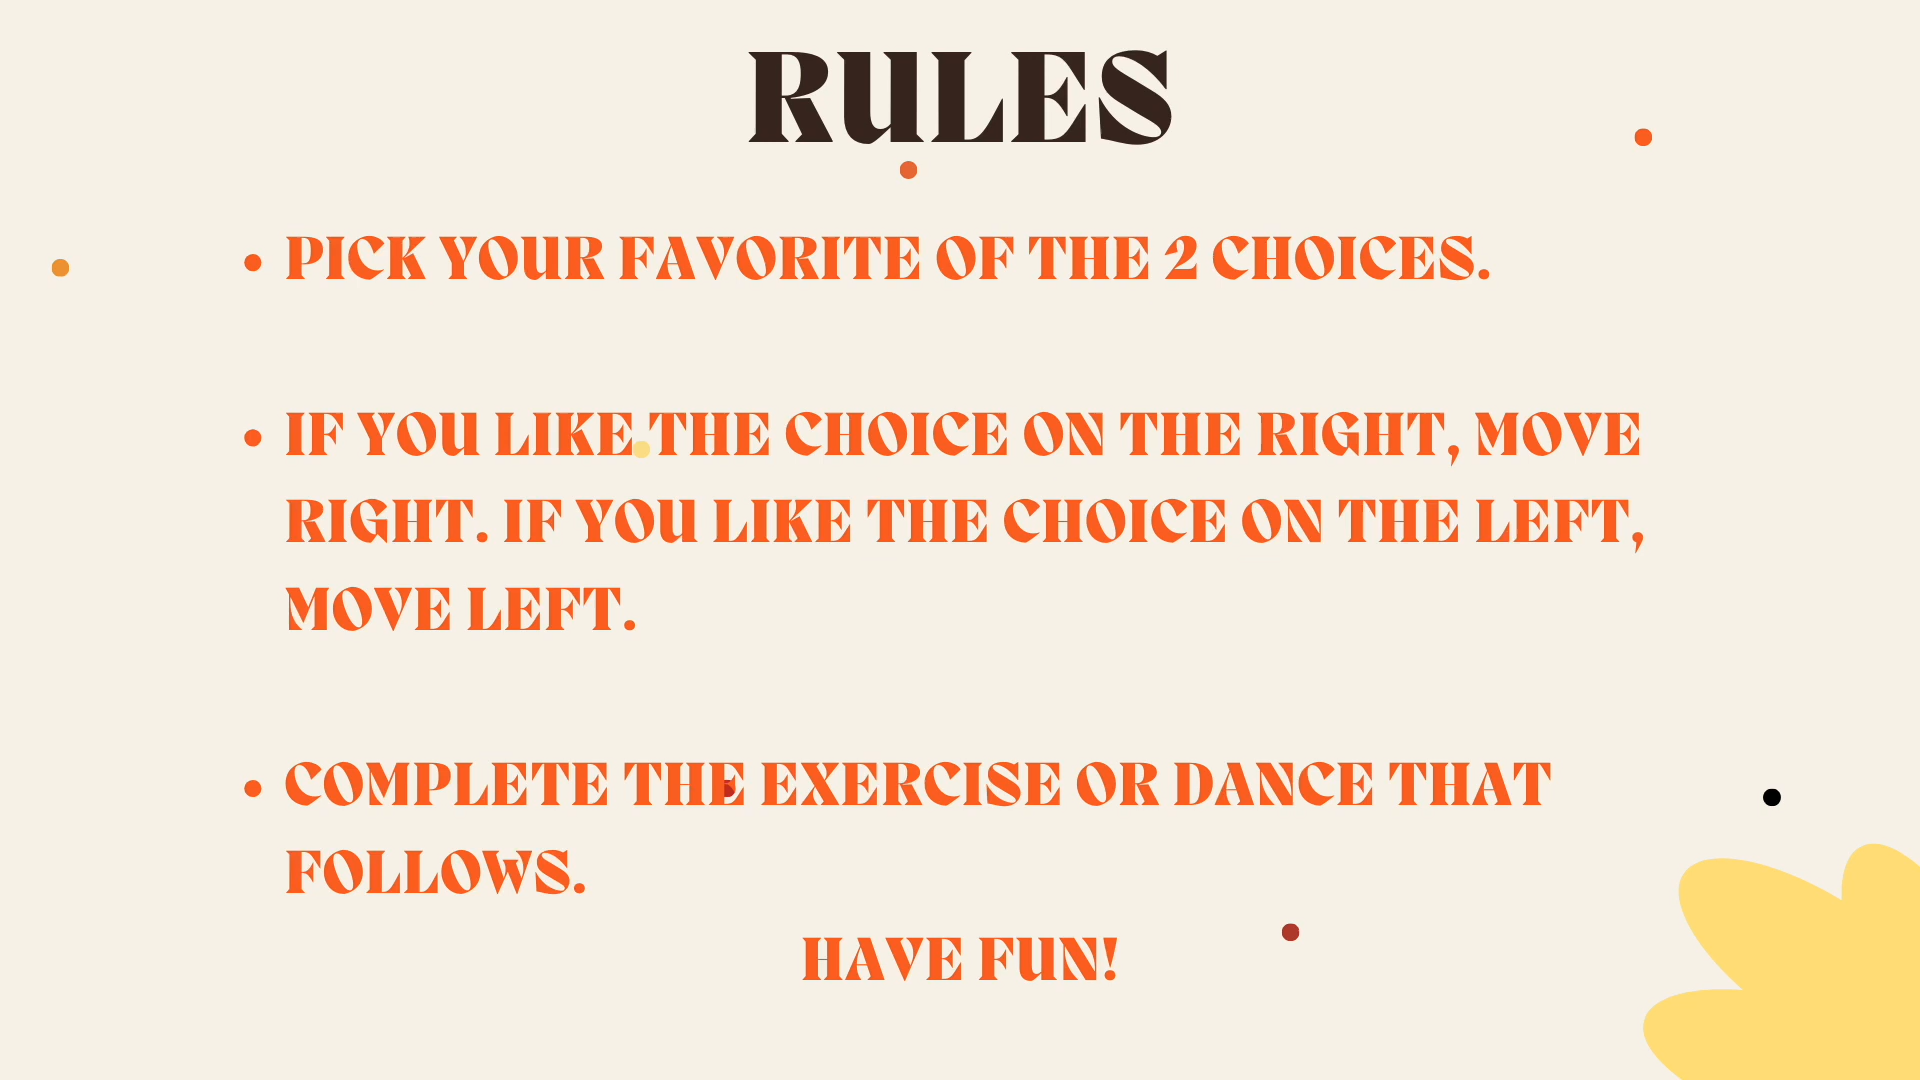 RULES
• PICK YOUR FAVORITE OF THE 2 CHOICES.
• IF YOU LIKE THE CHOICE ON THE RIGHT, MOVE
RIGHT. IF YOU LIKE THE CHOICE ON THE LEFT,
MOVE LEFT.
• COMPLETE THE EXERCISE OR DANCE THAT
FOLLOWS.
HAVE FUN!